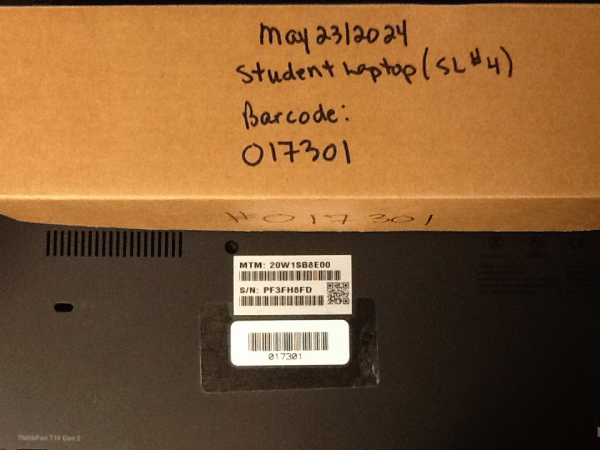 May 23/2024
Student Laptop (SL #4)
Barcode:
017301
#017301
MTM: 20W1SB8E00
S/N: PF3FH8FD
017301
ThinkPad T14 Gen 2